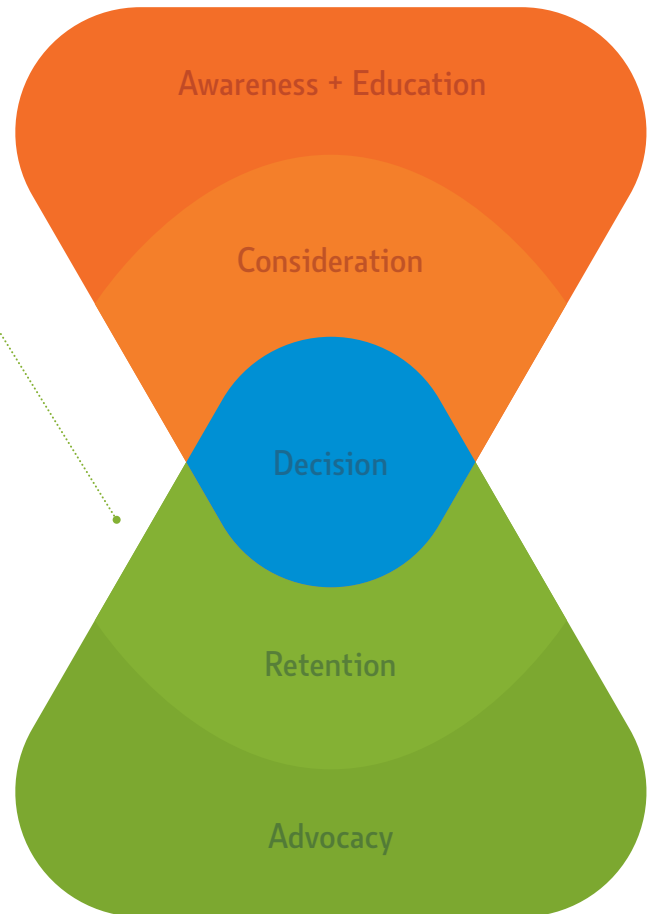 Awareness + Education
Consideration
Decision
Retention
Advocacy